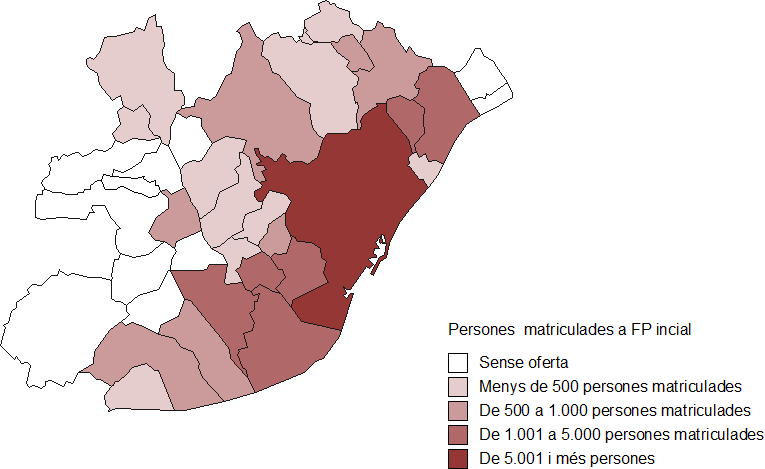 Persones matriculades a FP incial
Sense oferta
Menys de 500 persones matriculades
De 500 a 1.000 persones matriculades
De 1.001 a 5.000 persones matriculades
De 5.001 i més persones